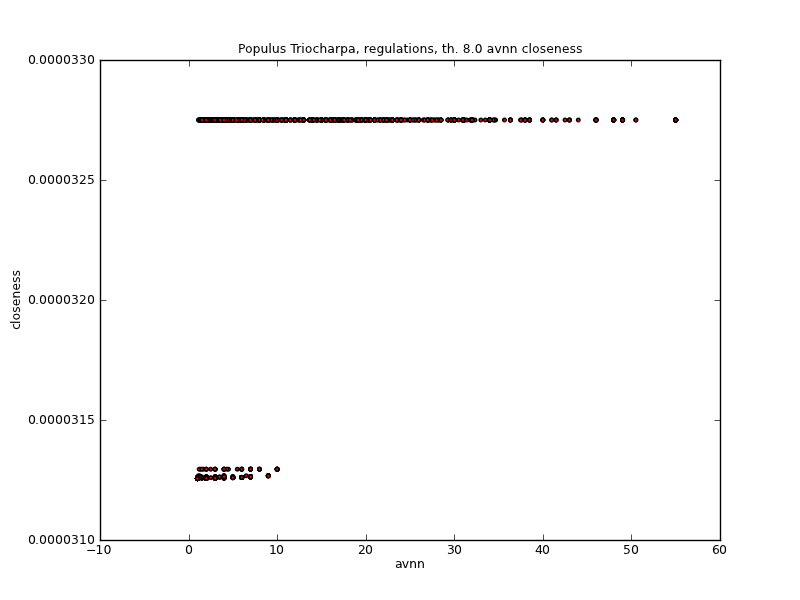 Populus Triocharpa, regulations, th. 8.0 avnn closeness
0.0000330
0.0000325
0.0000320
0.0000315
0.0000310
closeness
−10 0 10 20 30 40 50 60
avnn